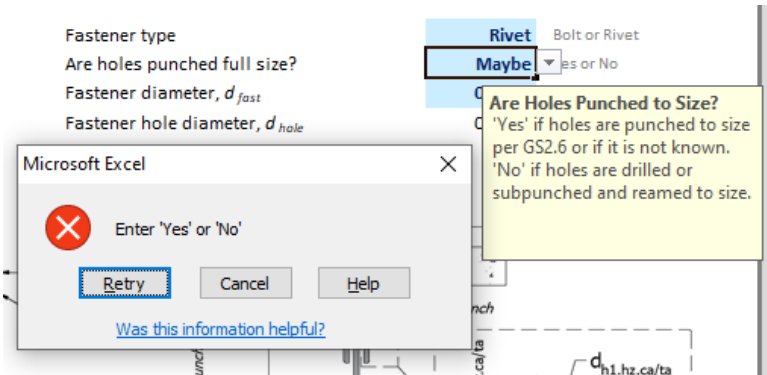 Fastener type Rivet Bolt or Rivet
Are holes punched full size? Maybe es or No
Fastener diameter, d fast
Fastener hole diameter, d hole
Are Holes Punched to Size?
'Yes' if holes are punched to size
per GS2.6 or if it is not known.
'No' if holes are drilled or
subpunched and reamed to size.
Microsoft Excel
Enter 'Yes' or 'No'
Retry Cancel Help
Was this information helpful?
d h1.hz.ca/ta